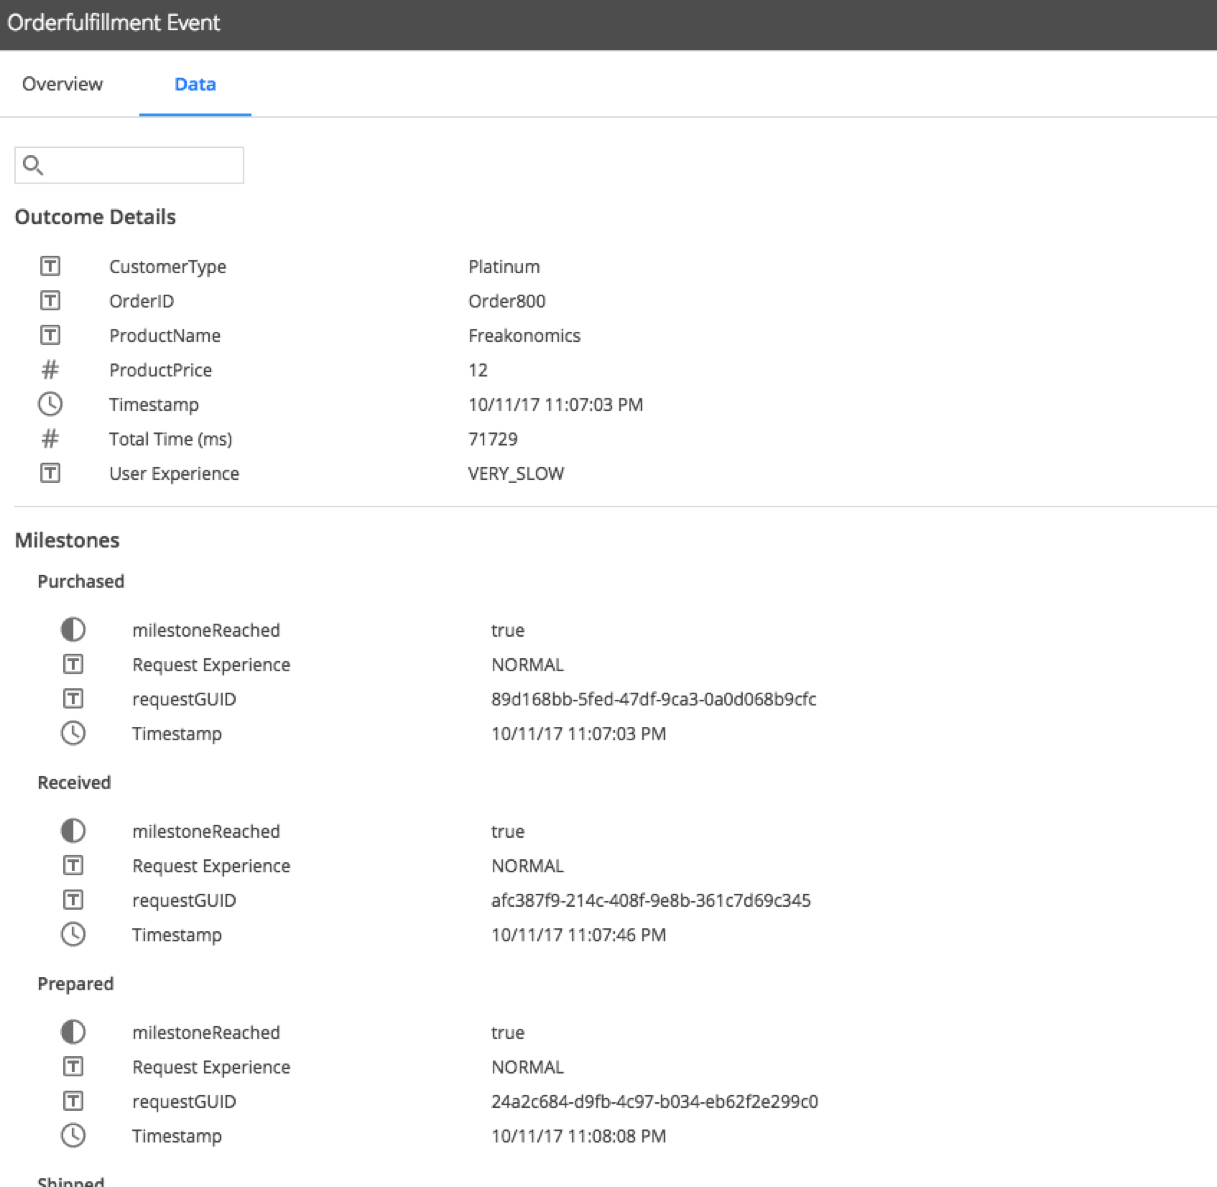 Orderfulfillment Event
Overview Data
Outcome Details
CustomerType Platinum
OrderID Order800
ProductName Freakonomics
# ProductPrice 12
Timestamp 10/11/17 11:07:03 PM
# Total Time (ms) 71729
User Experience VERY_SLOW
Milestones
Purchased
milestoneReached true
Request Experience NORMAL
requestGUID 89d168bb-5fed-47df-9ca3-0a0d068b9cfc
Timestamp 10/11/17 11:07:03 PM
Received
milestoneReached true
Request Experience NORMAL
requestGUID afc387f9-214c-408f-9e8b-361c7d69c345
Timestamp 10/11/17 11:07:46 PM
Prepared
milestoneReached true
Request Experience NORMAL
requestGUID 24a2c684-d9fb-4c97-b034-eb62f2e299c0
Timestamp 10/11/17 11:08:08 PM
Shipped